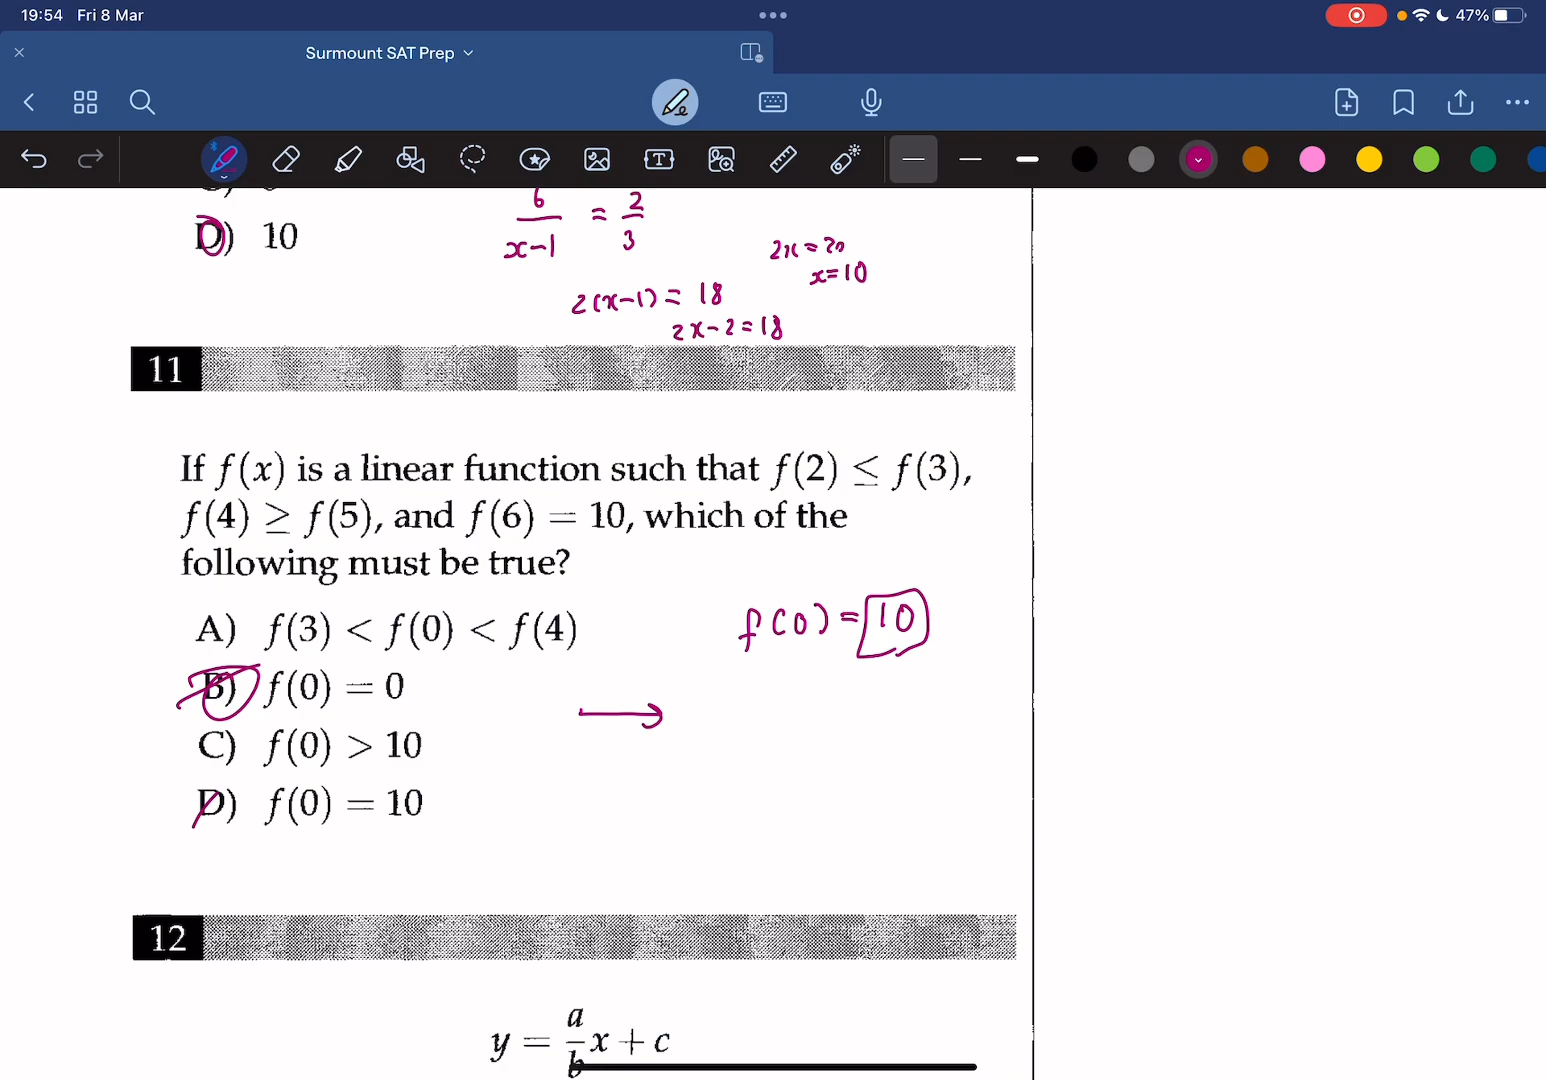 19:54 Fri 8 Mar
47%
Surmount SAT Prep
D) 10
6/x-1 = 2/3
2(x-1) = 18
2x-2=18
2x=20
x=10
11
If f(x) is a linear function such that f(2) ≤ f(3),
f(4) ≥ f(5), and f(6) = 10, which of the
following must be true?
A) f(3) < f(0) < f(4)
B) f(0) = 0
C) f(0) > 10
D) f(0) = 10
f(0) = 10
12
y = a/b x + c